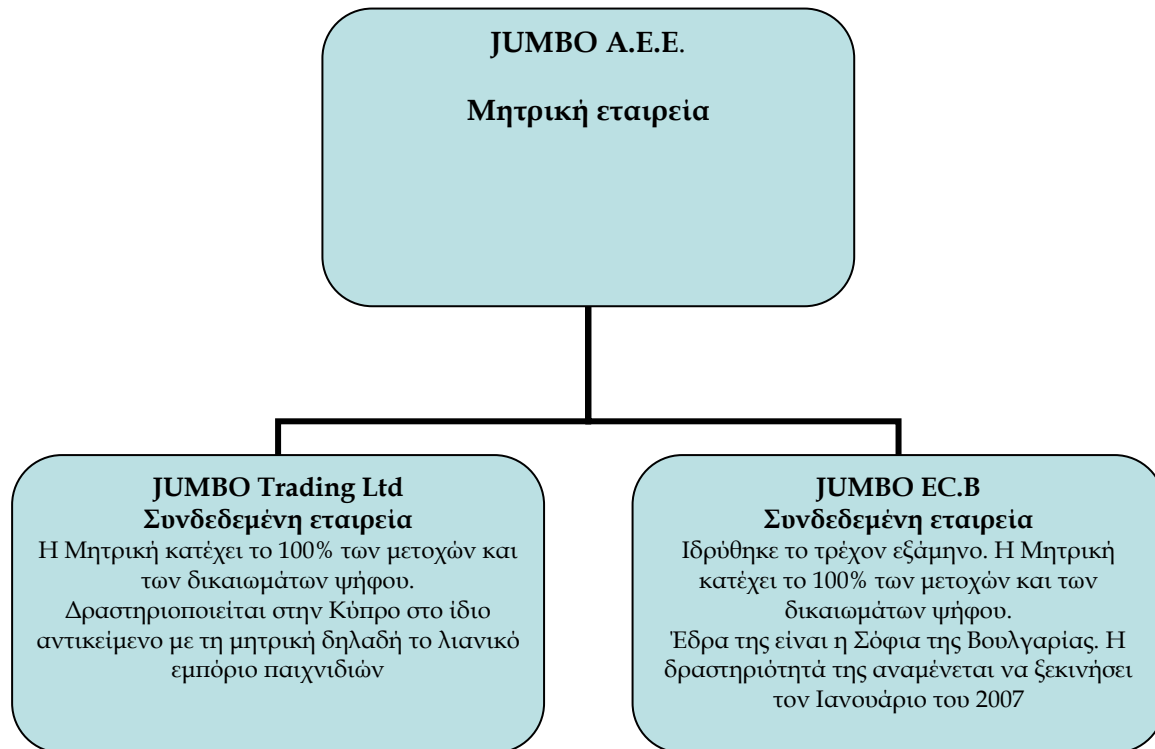 JUMBO A.E.E.
Μητρική εταιρεία
JUMBO Trading Ltd
Συνδεδεμένη εταιρεία
Η Μητρική κατέχει το 100% των μετοχών και
των δικαιωμάτων ψήφου.
Δραστηριοποιείται στην Κύπρο στο ίδιο
αντικείμενο με τη μητρική δηλαδή το λιανικό
εμπόριο παιχνιδιών
JUMBO EC.B
Συνδεδεμένη εταιρεία
Ιδρύθηκε το τρέχον εξάμηνο. Η Μητρική
κατέχει το 100% των μετοχών και των
δικαιωμάτων ψήφου.
Έδρα της είναι η Σόφια της Βουλγαρίας. Η
δραστηριότητά της αναμένεται να ξεκινήσει
τον Ιανουάριο του 2007